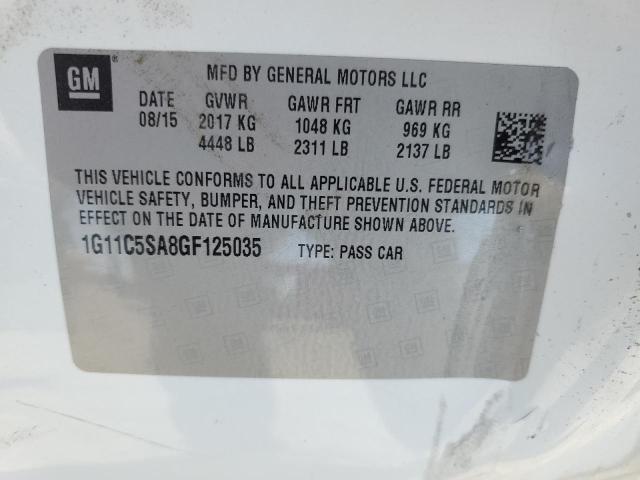 GM
MFD BY GENERAL MOTORS LLC
DATE GVWR GAWR FRT GAWR RR
08/15 2017 KG 1048 KG 969 KG
4448 LB 2311 LB 2137 LB
THIS VEHICLE CONFORMS TO ALL APPLICABLE U.S. FEDERAL MOTOR
VEHICLE SAFETY, BUMPER, AND THEFT PREVENTION STANDARDS IN
EFFECT ON THE DATE OF MANUFACTURE SHOWN ABOVE.
1G11C5SA8GF125035 TYPE: PASS CAR